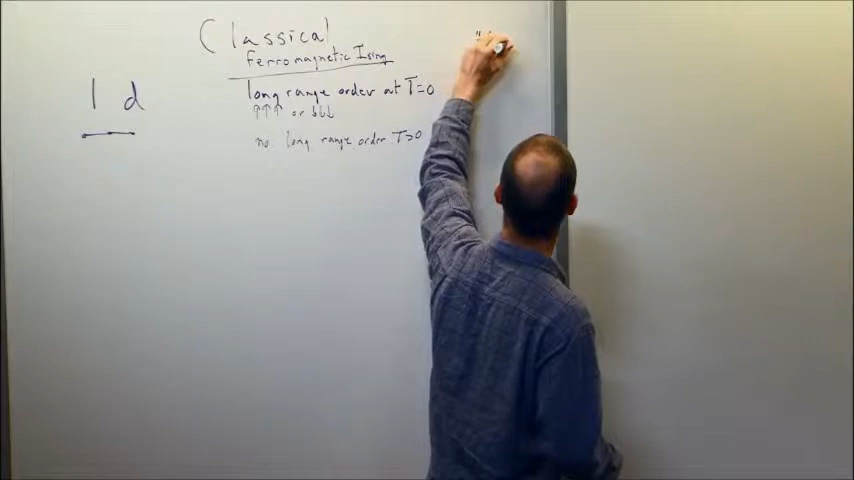 Classical
Ferromagnetic Ising
1 d
long range order at T=0
↑↑↑ or ↓↓↓
no long range order T>0